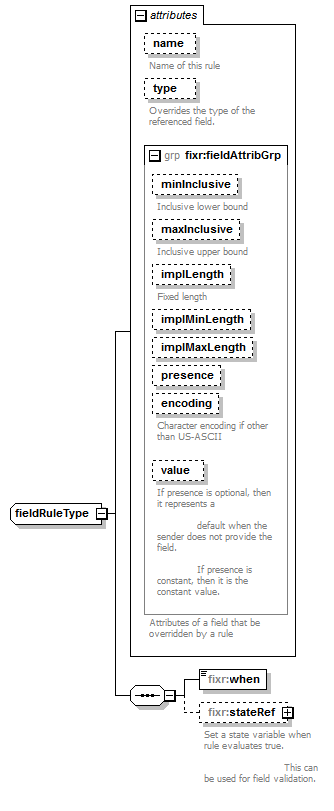 attributes
name
Name of this rule
type
Overrides the type of the
referenced field.
grp fixr:fieldAttribGrp
minInclusive
Inclusive lower bound
maxInclusive
Inclusive upper bound
implLength
Fixed length
implMinLength
implMaxLength
presence
encoding
Character encoding if other
than US-ASCII
value
If presence is optional, then
it represents a
default when the
sender does not provide the
field.
If presence is
constant, then it is the
constant value.
Attributes of a field that be
overridden by a rule
fieldRuleType
fixr:when
fixr:stateRef
Set a state variable when
rule evaluates true.
This can
be used for field validation.